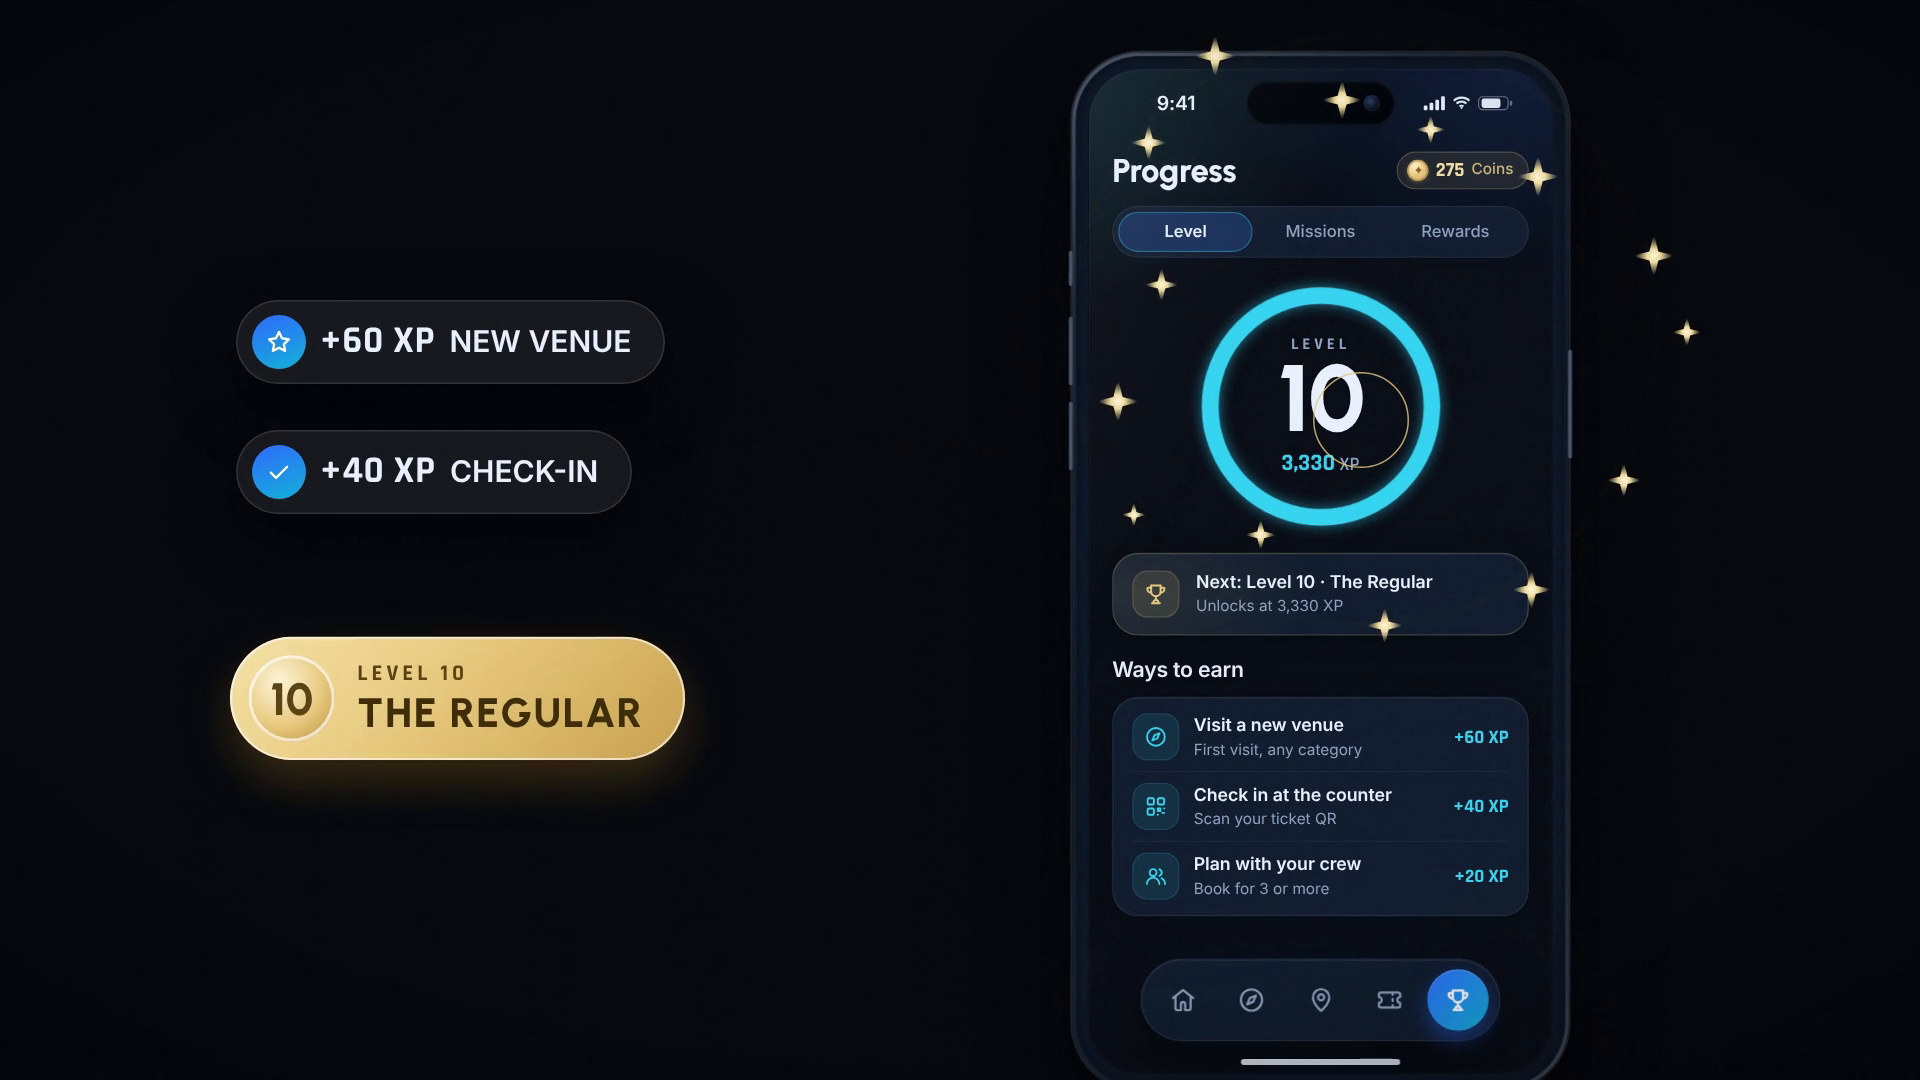 +60 XP NEW VENUE
+40 XP CHECK-IN
10
LEVEL 10
THE REGULAR
9:41
Progress
275 Coins
Level Missions Rewards
LEVEL
10
3,330 XP
Next: Level 10 · The Regular
Unlocks at 3,330 XP
Ways to earn
Visit a new venue
First visit, any category
+60 XP
Check in at the counter
Scan your ticket QR
+40 XP
Plan with your crew
Book for 3 or more
+20 XP